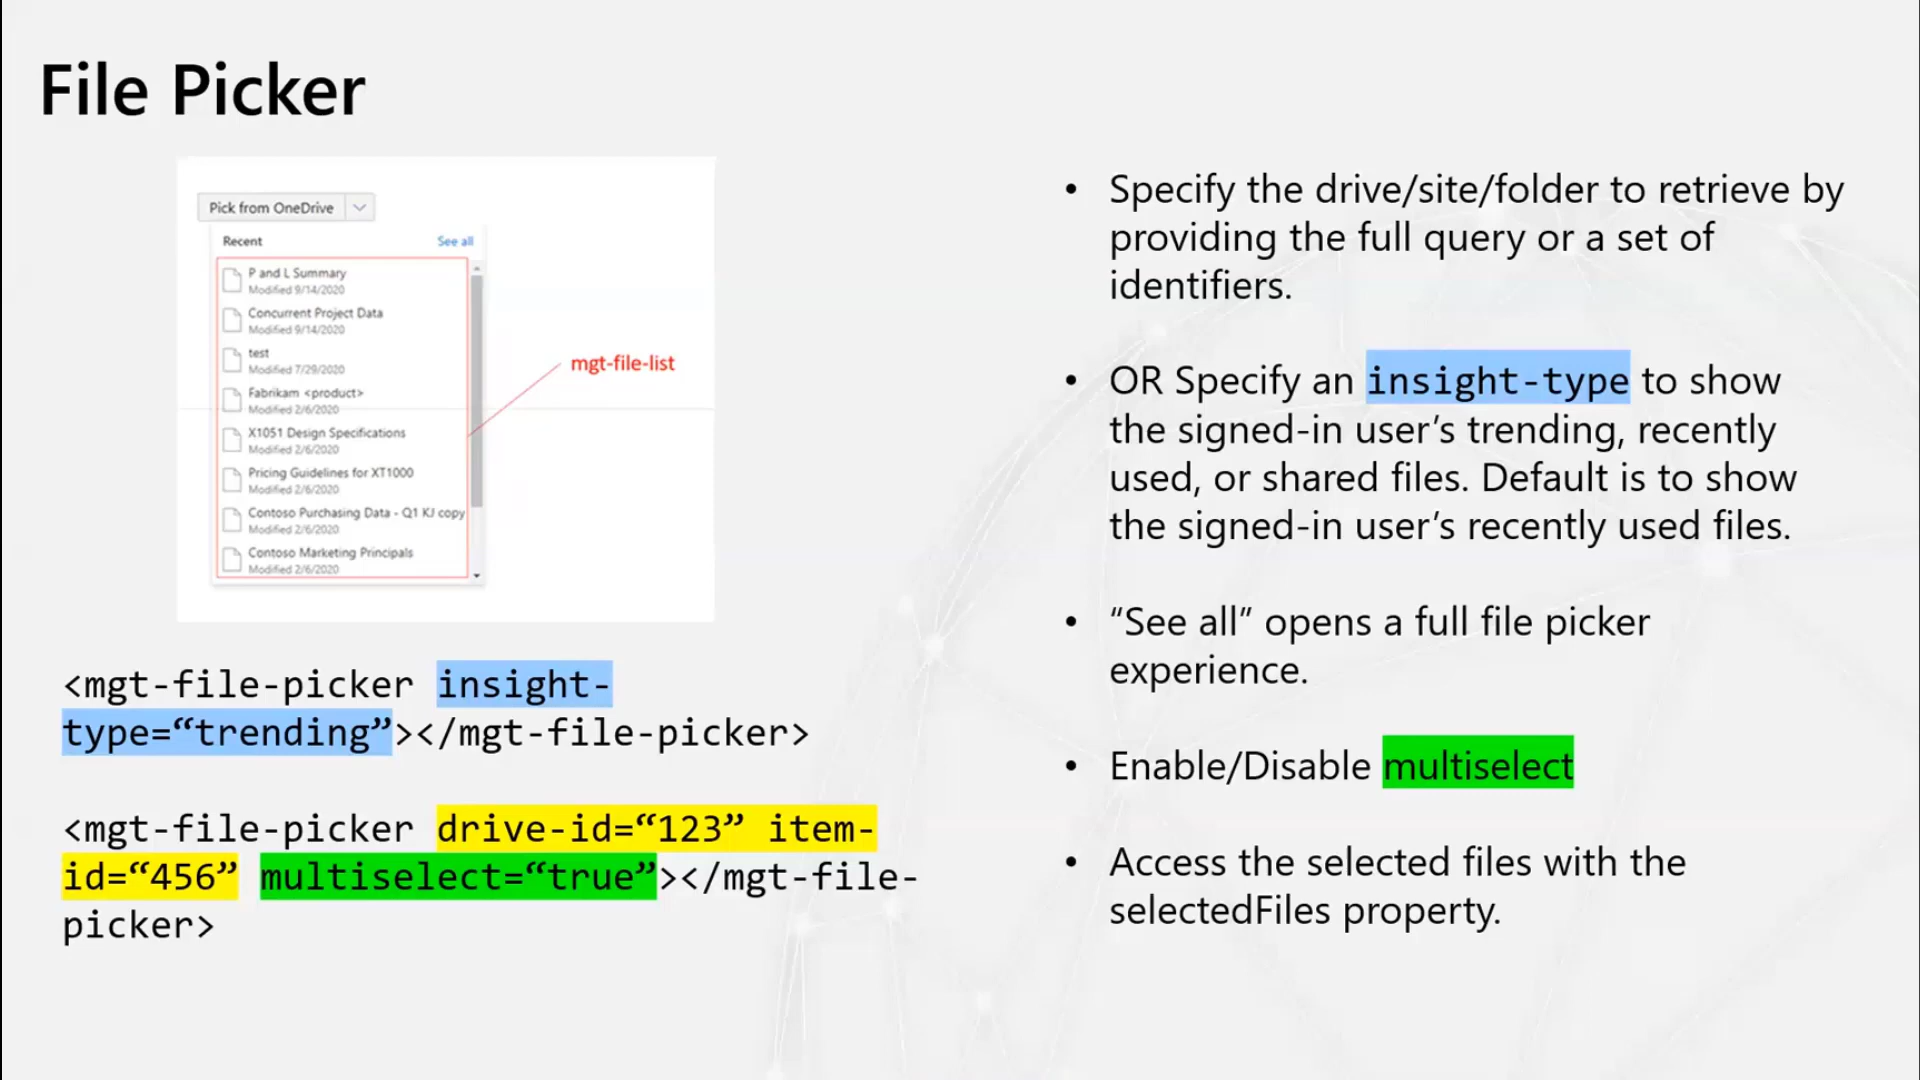 File Picker
Pick from OneDrive
Recent See all
P and L Summary
Modified 9/14/2020
Concurrent Project Data
Modified 9/14/2020
test
Modified 7/29/2020
Fabrikam <product>
Modified 2/6/2020
X1051 Design Specifications
Modified 2/6/2020
Pricing Guidelines for XT1000
Modified 2/6/2020
Contoso Purchasing Data - Q1 KJ copy
Modified 2/6/2020
Contoso Marketing Principals
Modified 2/6/2020
mgt-file-list
<mgt-file-picker insight-
type=“trending”></mgt-file-picker>
<mgt-file-picker drive-id=“123” item-
id=“456” multiselect=“true”></mgt-file-
picker>
• Specify the drive/site/folder to retrieve by
providing the full query or a set of
identifiers.
• OR Specify an insight-type to show
the signed-in user’s trending, recently
used, or shared files. Default is to show
the signed-in user’s recently used files.
• “See all” opens a full file picker
experience.
• Enable/Disable multiselect
• Access the selected files with the
selectedFiles property.